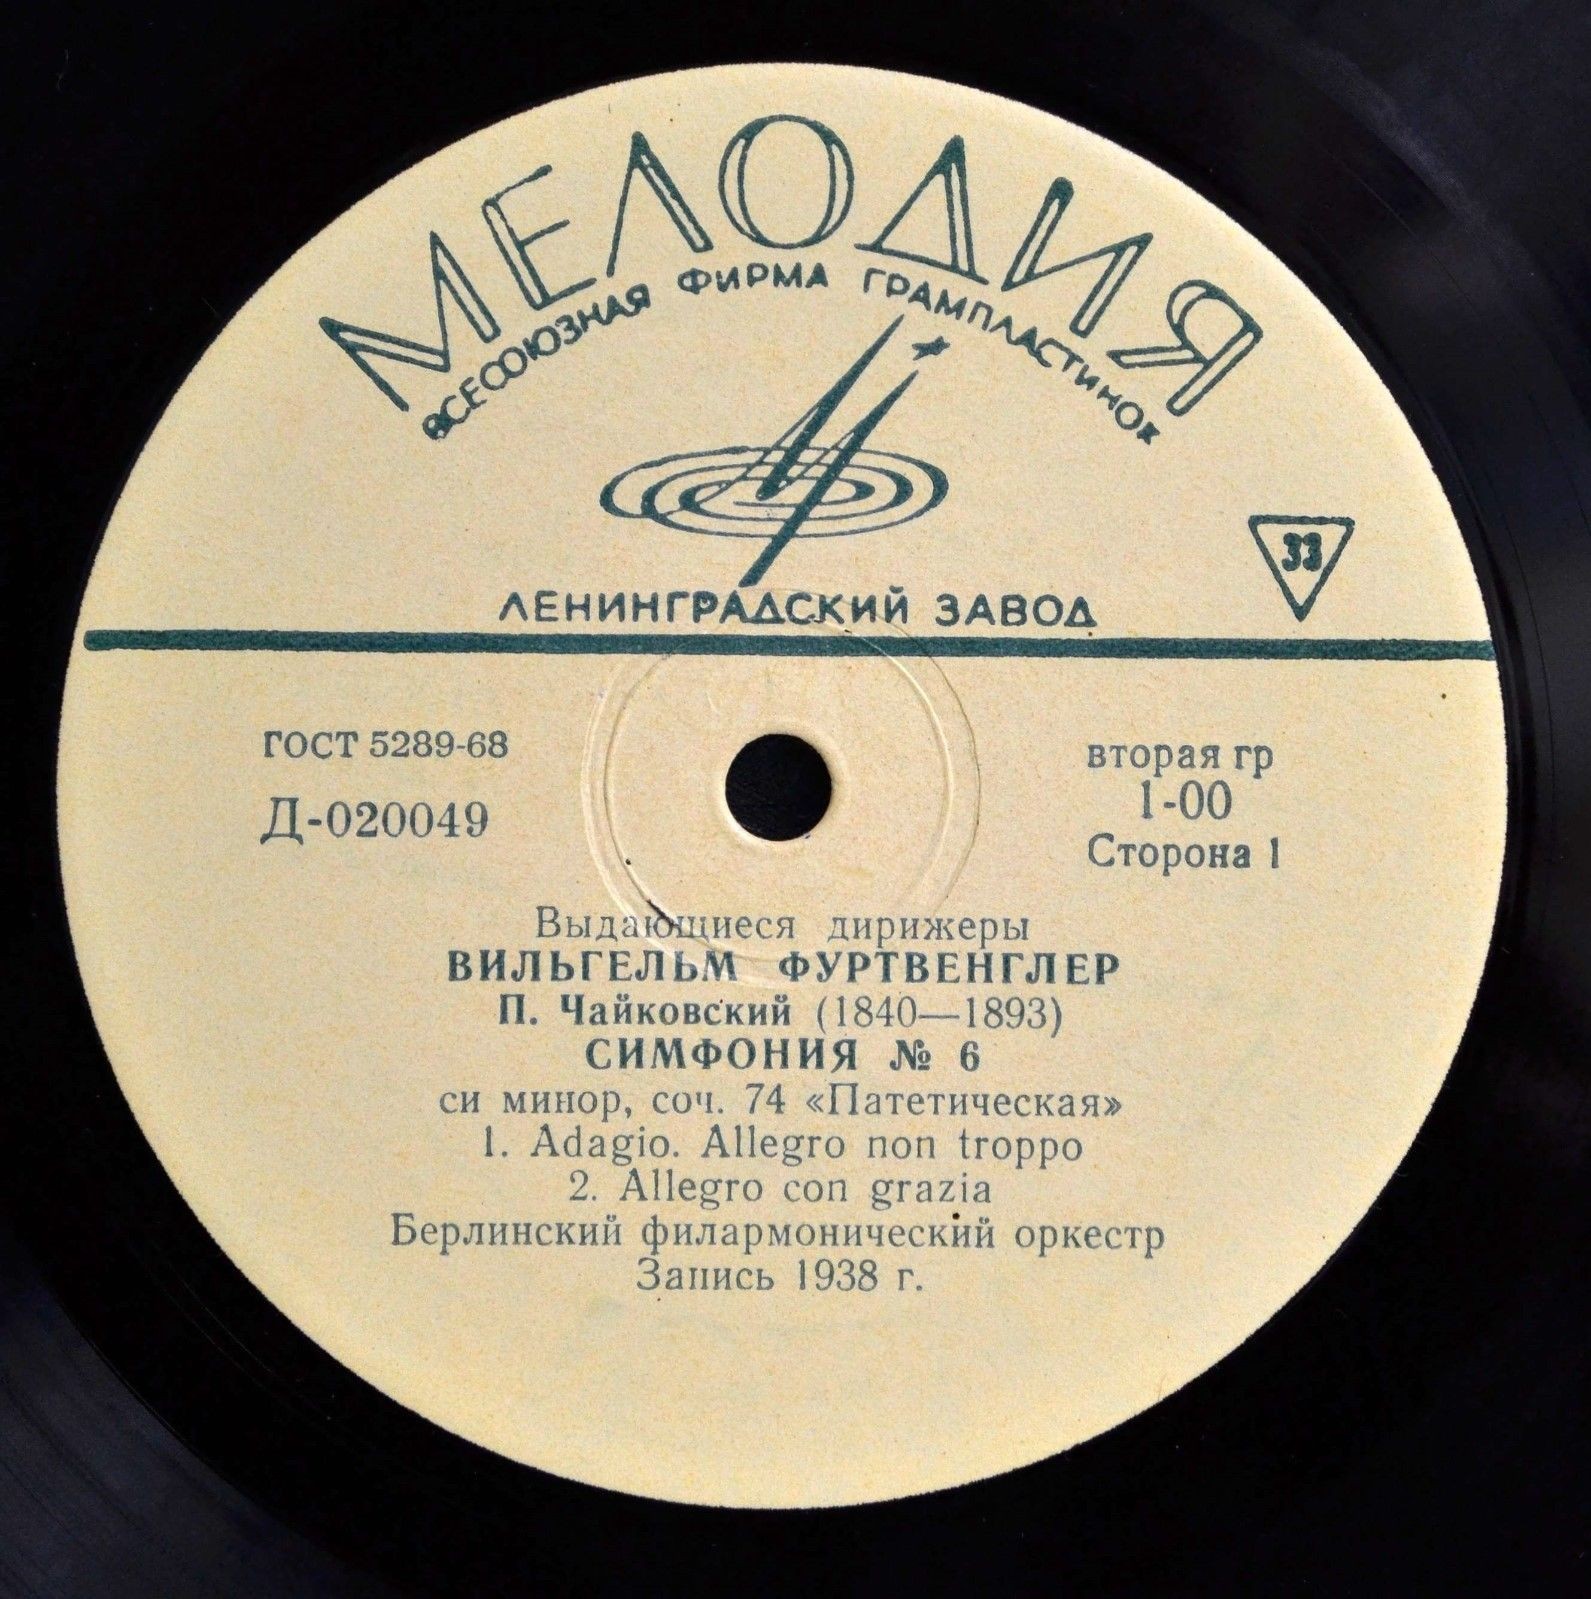 МЕЛОДИЯ
ВСЕСОЮЗНАЯ ФИРМА ГРАМПЛАСТИНОК
33
ЛЕНИНГРАДСКИЙ ЗАВОД
ГОСТ 5289-68
Д-020049
вторая гр
1-00
Сторона 1
Выдающиеся дирижеры
ВИЛЬГЕЛЬМ ФУРТВЕНГЛЕР
П. Чайковский (1840—1893)
СИМФОНИЯ № 6
си минор, соч. 74 «Патетическая»
1. Adagio. Allegro non troppo
2. Allegro con grazia
Берлинский филармонический оркестр
Запись 1938 г.